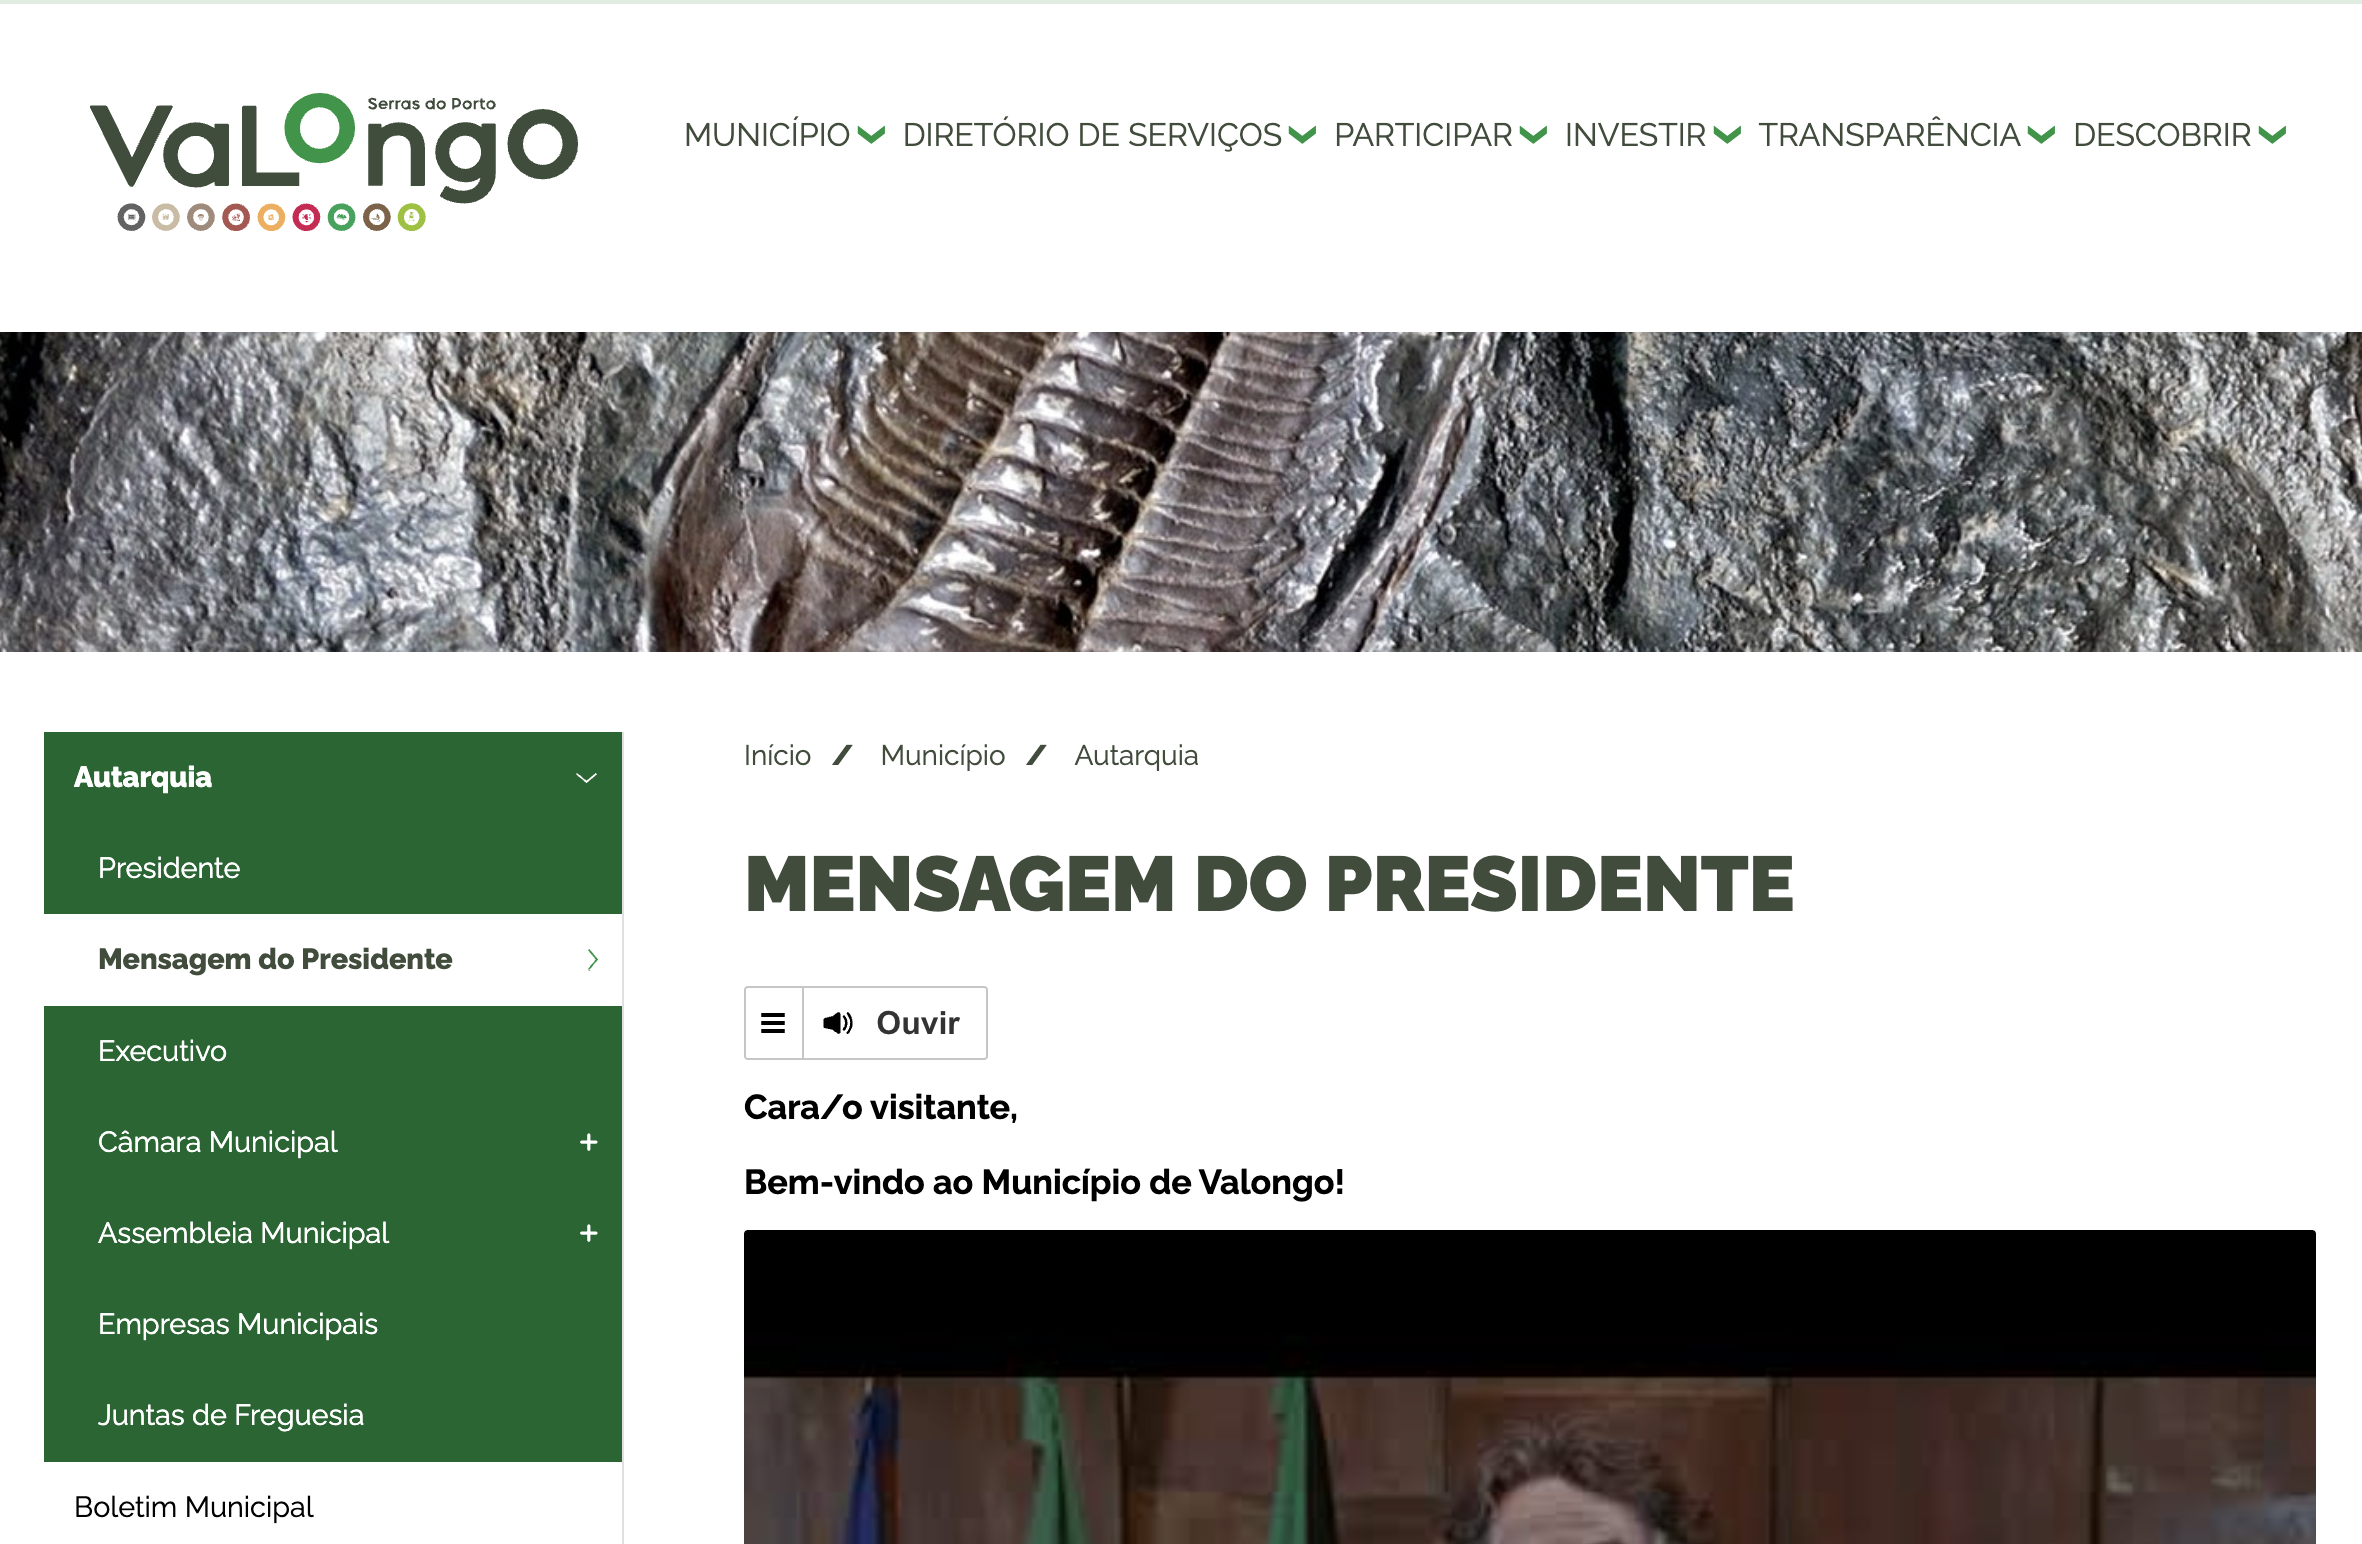 Serras do Porto
Valongo
MUNICÍPIO DIRETÓRIO DE SERVIÇOS PARTICIPAR INVESTIR TRANSPARÊNCIA DESCOBRIR
Autarquia
Presidente
Mensagem do Presidente
Executivo
Câmara Municipal
Assembleia Municipal
Empresas Municipais
Juntas de Freguesia
Boletim Municipal
Início / Município / Autarquia
MENSAGEM DO PRESIDENTE
Ouvir
Cara/o visitante,
Bem-vindo ao Município de Valongo!